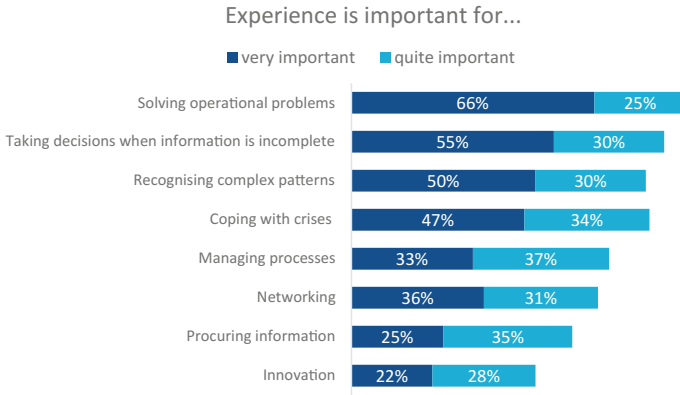 Experience is important for...
very important quite important
Solving operational problems 66% 25%
Taking decisions when information is incomplete 55% 30%
Recognising complex patterns 50% 30%
Coping with crises 47% 34%
Managing processes 33% 37%
Networking 36% 31%
Procuring information 25% 35%
Innovation 22% 28%